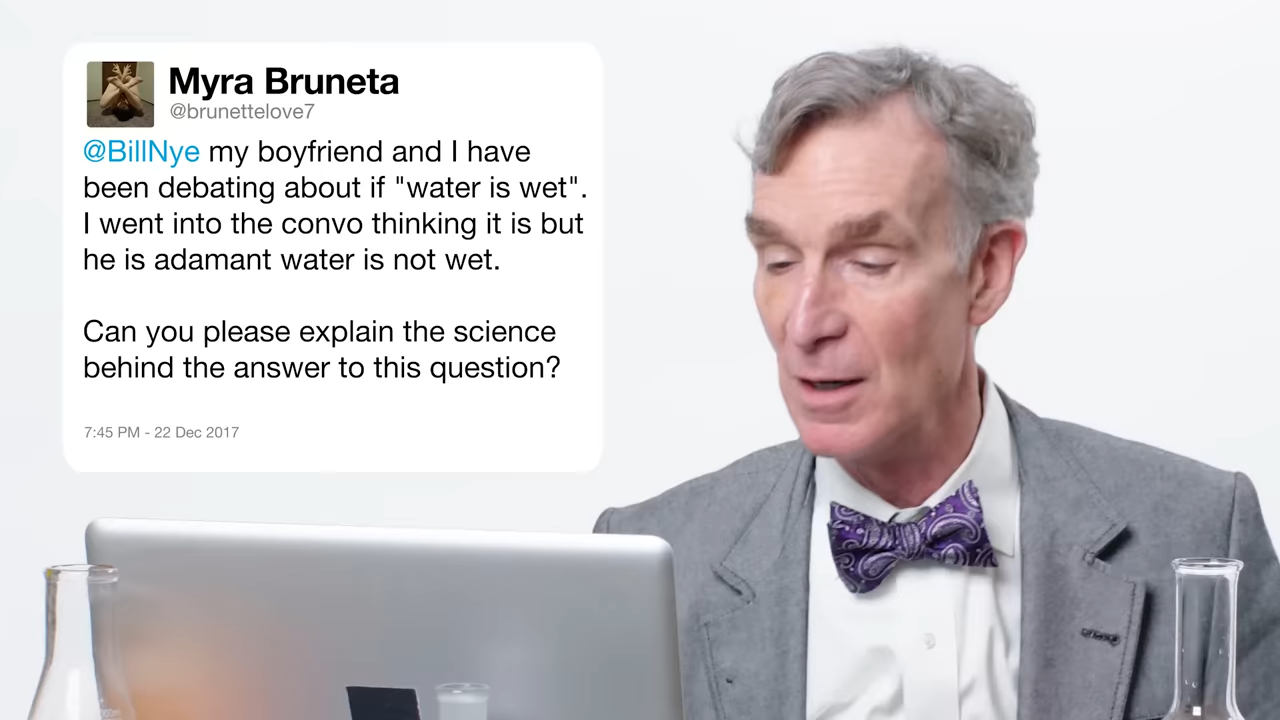 Myra Bruneta
@brunettelove7
@BillNye my boyfriend and I have
been debating about if "water is wet".
I went into the convo thinking it is but
he is adamant water is not wet.
Can you please explain the science
behind the answer to this question?
7:45 PM - 22 Dec 2017